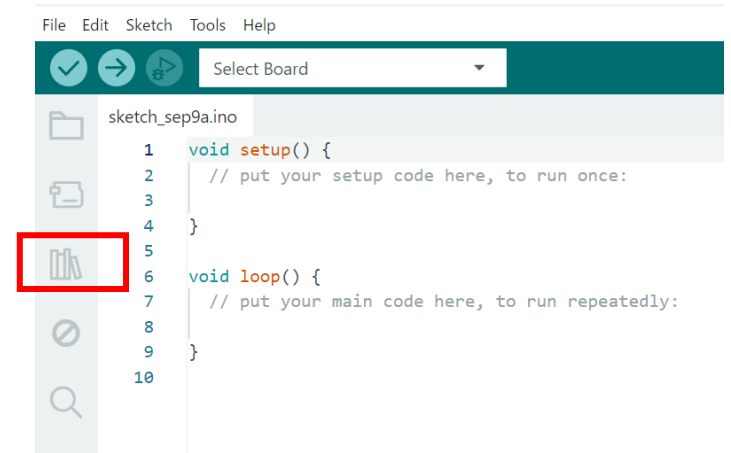 File Edit Sketch Tools Help
Select Board
sketch_sep9a.ino
1 void setup() {
2 // put your setup code here, to run once:
3
4 }
5
6 void loop() {
7 // put your main code here, to run repeatedly:
8
9 }
10